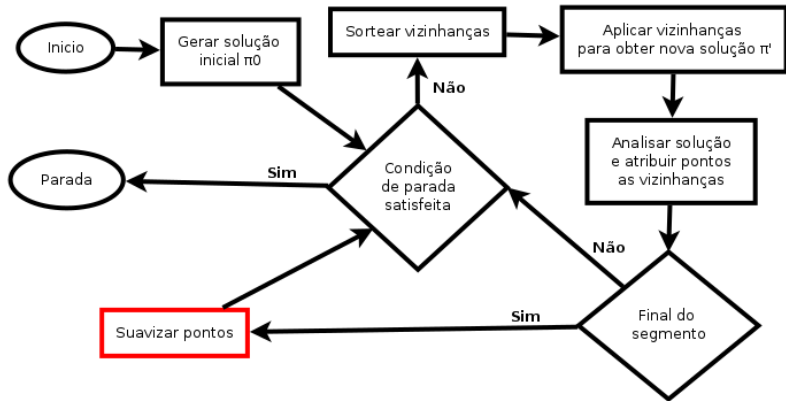 Inicio
Gerar solução
inicial π0
Sortear vizinhanças
Aplicar vizinhanças
para obter nova solução π'
Não
Analisar solução
e atribuir pontos
as vizinhanças
Condição
de parada
satisfeita
Sim
Parada
Não
Final do
segmento
Sim
Suavizar pontos